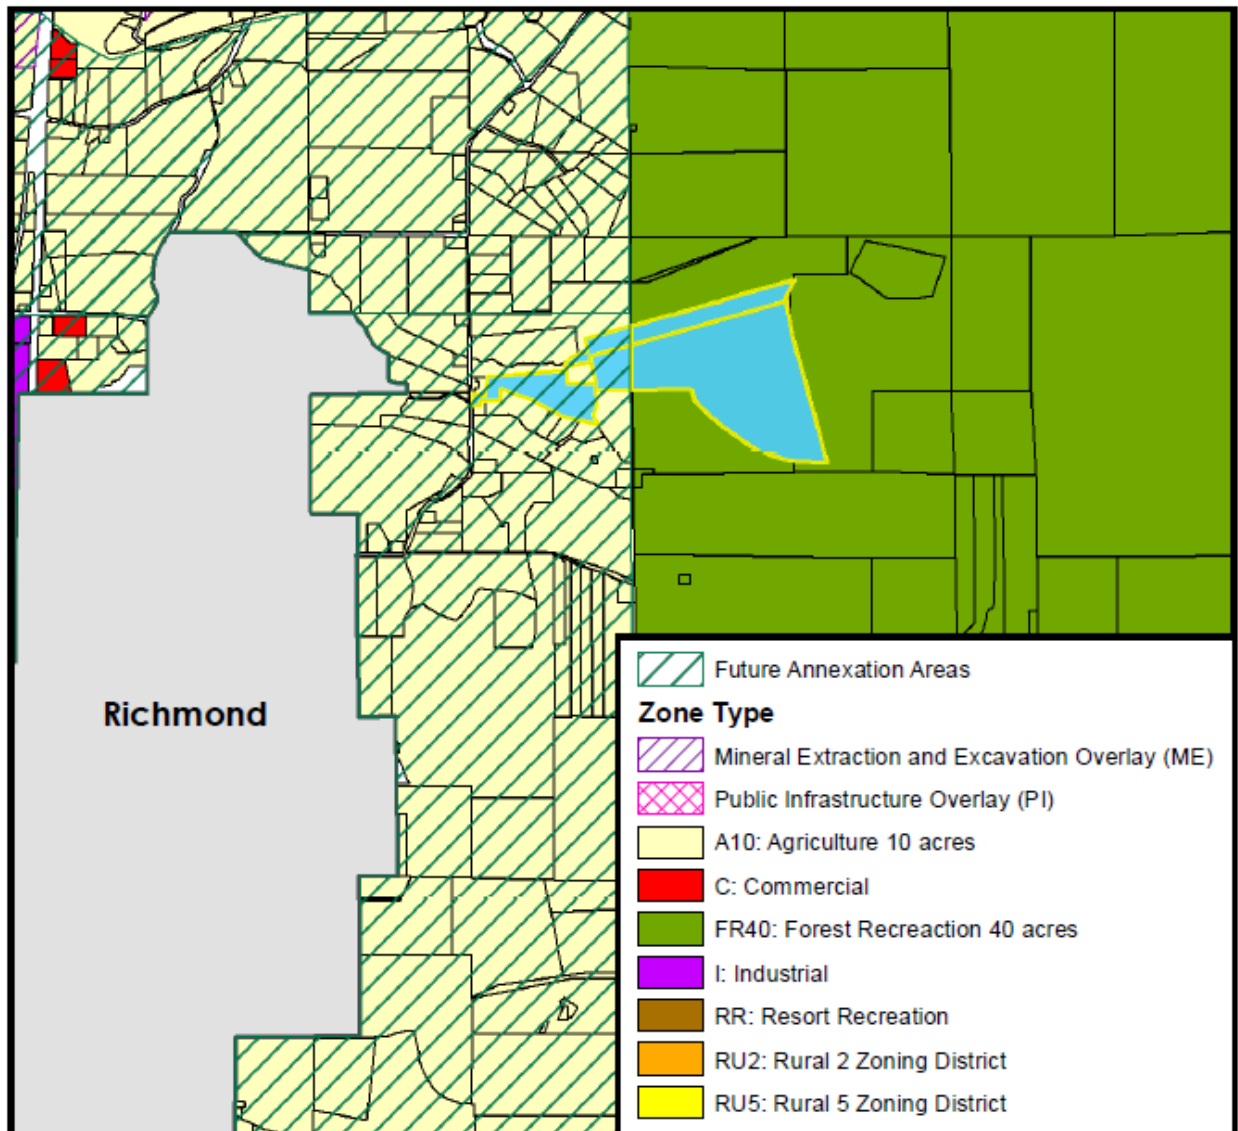 Richmond
Future Annexation Areas
Zone Type
Mineral Extraction and Excavation Overlay (ME)
Public Infrastructure Overlay (PI)
A10: Agriculture 10 acres
C: Commercial
FR40: Forest Recreaction 40 acres
I: Industrial
RR: Resort Recreation
RU2: Rural 2 Zoning District
RU5: Rural 5 Zoning District